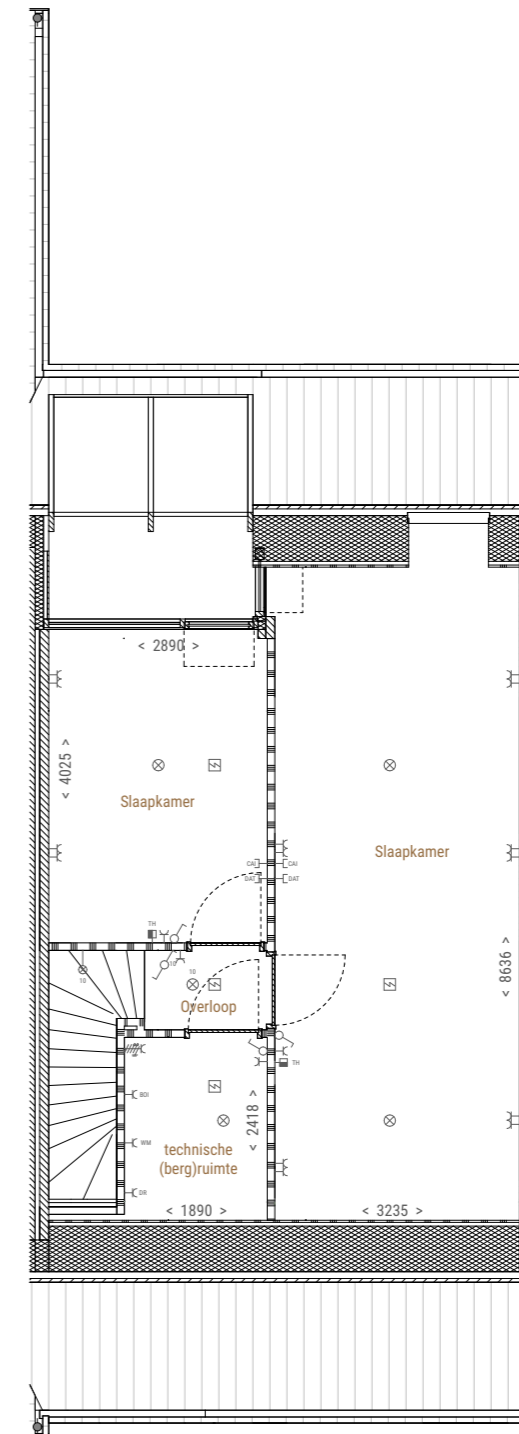 < 2890 >
< 4025 >
Slaapkamer
Slaapkamer
CAI
CAI
DAT
DAT
TH
10
10
10
Overloop
< 8636 >
TH
BOI
WM
DR
< 2418 >
technische
(berg)ruimte
< 1890 >
< 3235 >